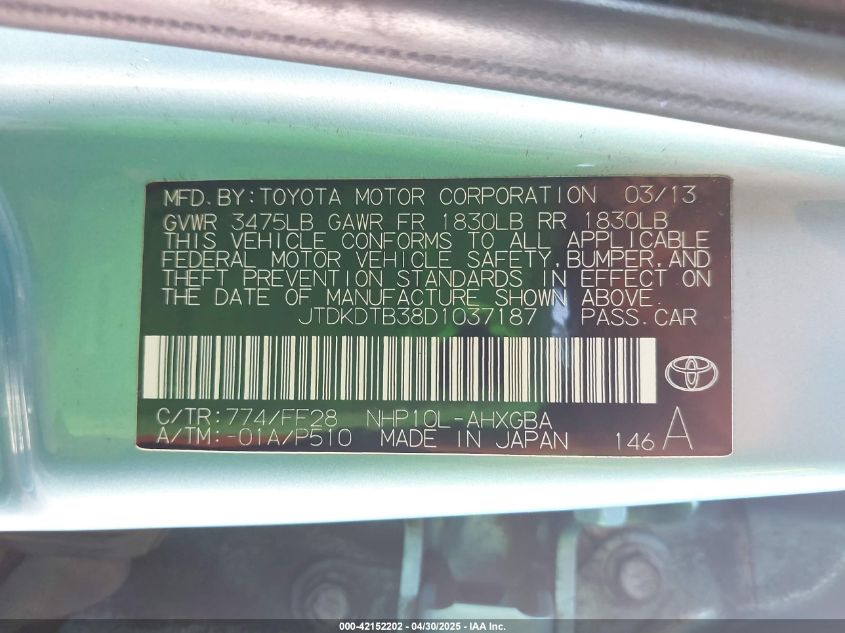 MFD. BY: TOYOTA MOTOR CORPORATION 03/13
GVWR 3475LB GAWR FR 1830LB RR 1830LB
THIS VEHICLE CONFORMS TO ALL APPLICABLE
FEDERAL MOTOR VEHICLE SAFETY, BUMPER, AND
THEFT PREVENTION STANDARDS IN EFFECT ON
THE DATE OF MANUFACTURE SHOWN ABOVE.
JTDKDTB38D1037187 PASS. CAR
C/TR: 774/FF28 NHP10L-AHXGBA
A/TM: -01A/P510 MADE IN JAPAN 146 A
000-42152202 - 04/30/2025 - IAA Inc.